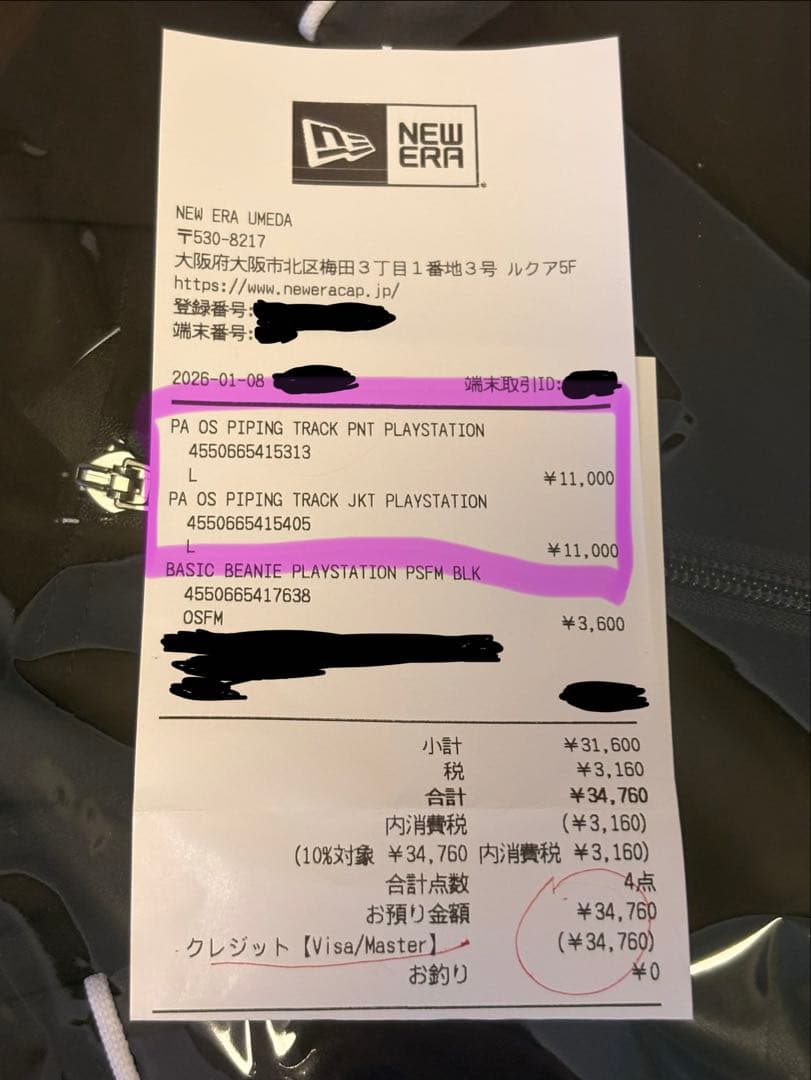 NEW ERA
NEW ERA UMEDA
〒530-8217
大阪府大阪市北区梅田3丁目1番地3号 ルクア5F
https://www.neweracap.jp/
登録番号:
端末番号:
2026-01-08 端末取引ID:
PA OS PIPING TRACK PNT PLAYSTATION
4550665415313
L ¥11,000
PA OS PIPING TRACK JKT PLAYSTATION
4550665415405
L ¥11,000
BASIC BEANIE PLAYSTATION PSFM BLK
4550665417638
OSFM ¥3,600
小計 ¥31,600
税 ¥3,160
合計 ¥34,760
内消費税 (¥3,160)
(10%対象 ¥34,760 内消費税 ¥3,160)
合計点数 4点
お預り金額 ¥34,760
クレジット【Visa/Master】 (¥34,760)
お釣り ¥0